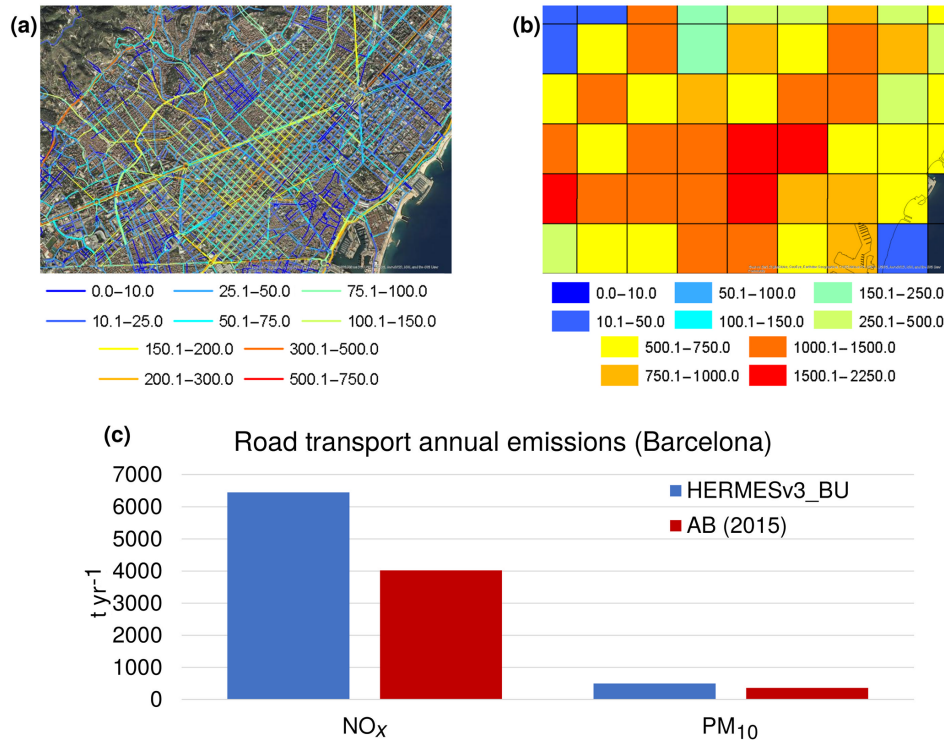 (a)
(b)
0.0–10.0 25.1–50.0 75.1–100.0
10.1–25.0 50.1–75.0 100.1–150.0
150.1–200.0 300.1–500.0
200.1–300.0 500.1–750.0
0.0–10.0 50.1–100.0 150.1–250.0
10.1–50.0 100.1–150.0 250.1–500.0
500.1–750.0 1000.1–1500.0
750.1–1000.0 1500.1–2250.0
(c)
Road transport annual emissions (Barcelona)
t yr-1
7000
6000
5000
4000
3000
2000
1000
0
HERMESv3_BU
AB (2015)
NOx PM10